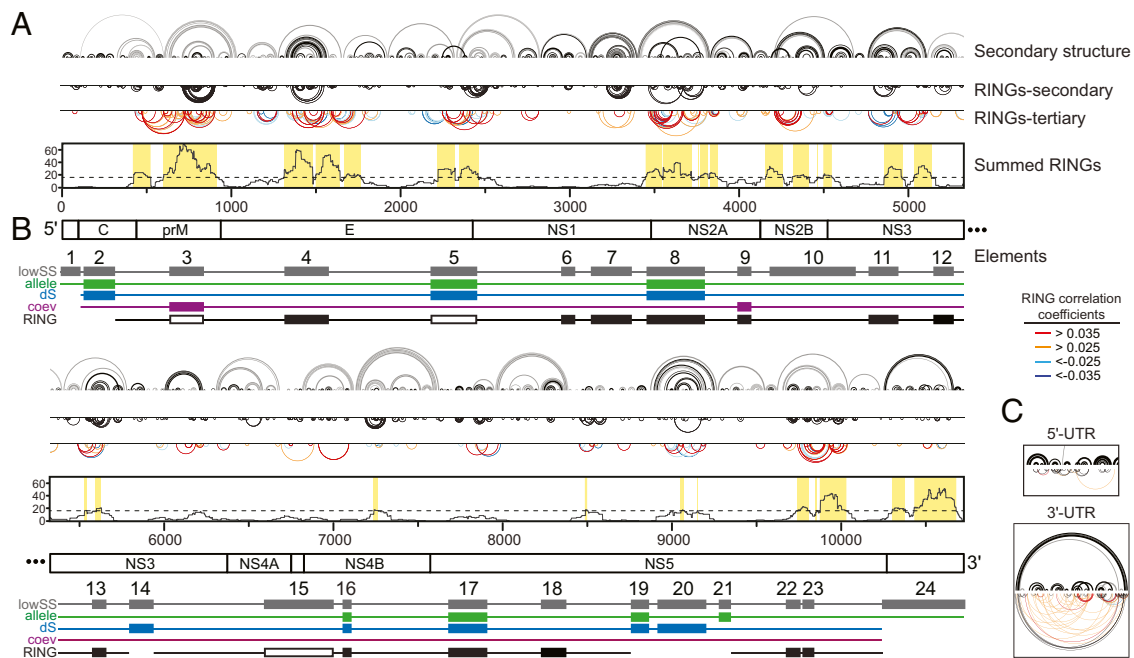 A
Secondary structure
RINGs-secondary
RINGs-tertiary
60
40
20
0
Summed RINGs
0 1000 2000 3000 4000 5000
B
5' C prM E NS1 NS2A NS2B NS3 •••
1 2 3 4 5 6 7 8 9 10 11 12 Elements
lowSS
allele
dS
coev
RING
RING correlation
coefficients
> 0.035
> 0.025
<-0.025
<-0.035
60
40
20
0
6000 7000 8000 9000 10000
••• NS3 NS4A NS4B NS5 3'
13 14 15 16 17 18 19 20 21 22 23 24
lowSS
allele
dS
coev
RING
C
5'-UTR
3'-UTR